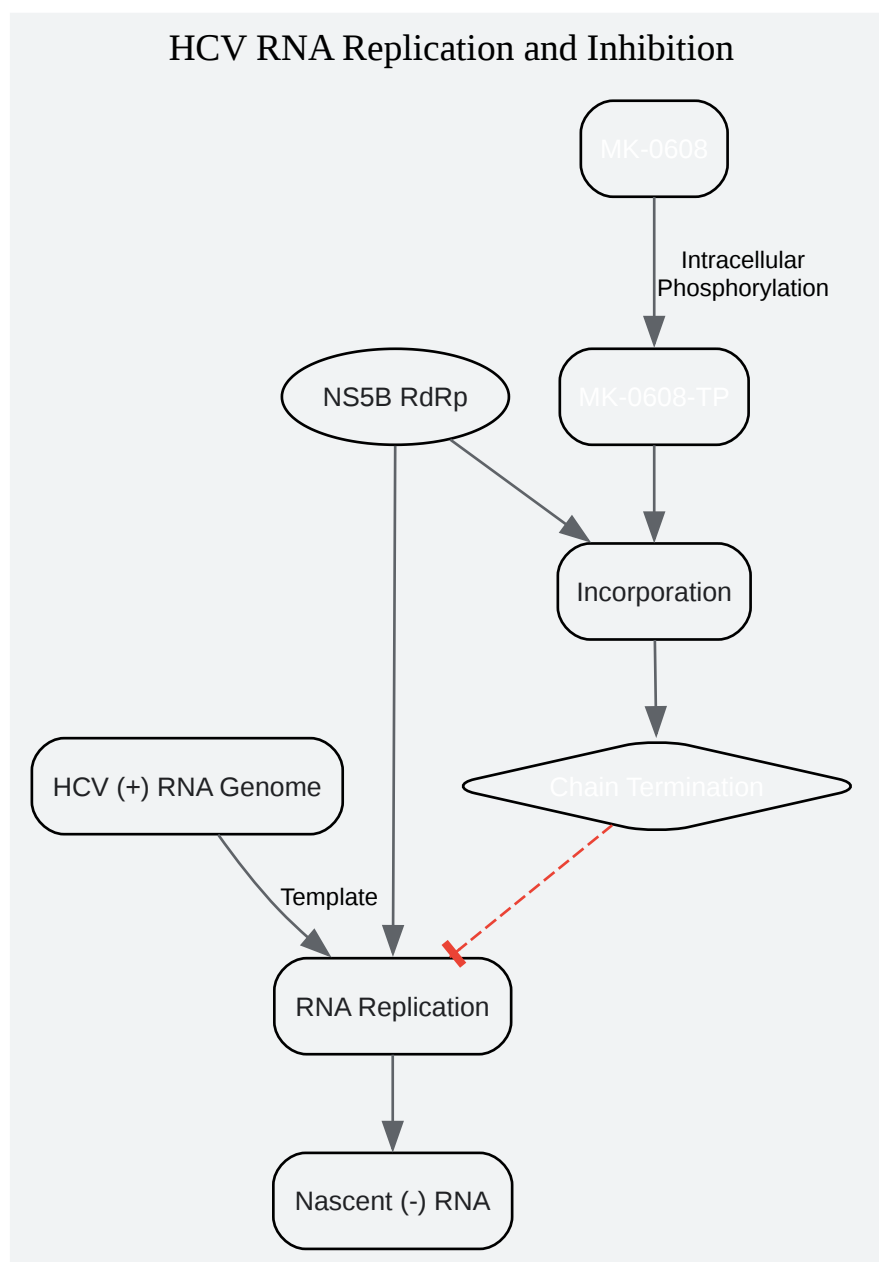 HCV RNA Replication and Inhibition
MK-0608
Intracellular
Phosphorylation
NS5B RdRp
MK-0608-TP
Incorporation
HCV (+) RNA Genome
Chain Termination
Template
RNA Replication
Nascent (-) RNA